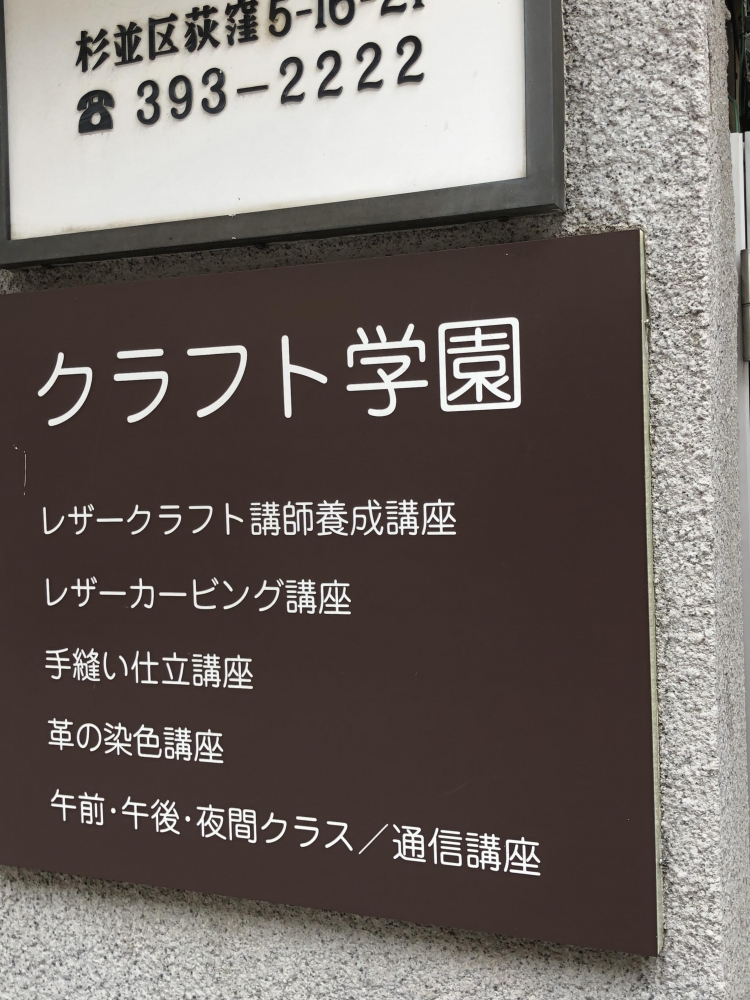 杉並区荻窪5-16-21
☎393-2222
クラフト学園
レザークラフト講師養成講座
レザーカービング講座
手縫い仕立講座
革の染色講座
午前・午後・夜間クラス／通信講座